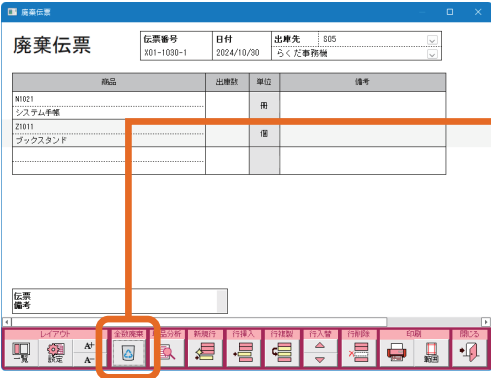 廃棄伝票
廃棄伝票
伝票番号 日付 出庫先 S05
X01-1030-1 2024/10/30 らくだ事務機
商品 出庫数 単位 備考
N1021
システム手帳 冊
Z1011
ブックスタンド 個
伝票
備考
レイアウト 全部廃棄 品分析 新規行 行挿入 行複製 行入替 行削除 印刷 閉じる
一覧 設定 A+ A- 範囲